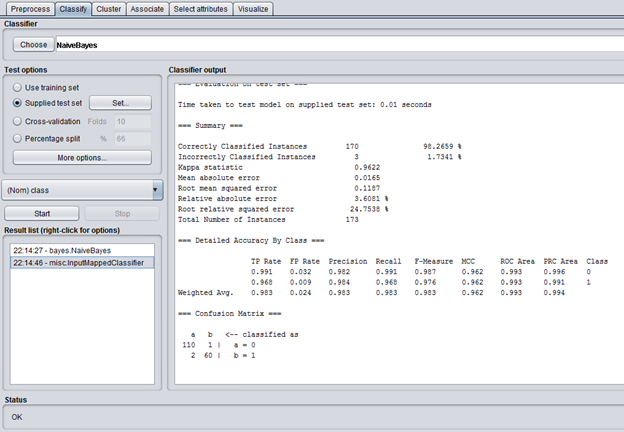 Preprocess Classify Cluster Associate Select attributes Visualize
Classifier
Choose NaiveBayes
Test options
Use training set
Supplied test set Set...
Cross-validation Folds 10
Percentage split % 66
More options...
(Nom) class
Start Stop
Result list (right-click for options)
22:14:27 - bayes.NaiveBayes
22:14:46 - misc.InputMappedClassifier
Classifier output
=== Evaluation on test set ===
Time taken to test model on supplied test set: 0.01 seconds
=== Summary ===
Correctly Classified Instances 170 98.2659 %
Incorrectly Classified Instances 3 1.7341 %
Kappa statistic 0.9622
Mean absolute error 0.0165
Root mean squared error 0.1187
Relative absolute error 3.6081 %
Root relative squared error 24.7538 %
Total Number of Instances 173
=== Detailed Accuracy By Class ===
TP Rate FP Rate Precision Recall F-Measure MCC ROC Area PRC Area Class
0.991 0.032 0.982 0.991 0.987 0.962 0.993 0.996 0
0.968 0.009 0.984 0.968 0.976 0.962 0.993 0.991 1
Weighted Avg. 0.983 0.024 0.983 0.983 0.983 0.962 0.993 0.994
=== Confusion Matrix ===
a b <-- classified as
110 1 | a = 0
2 60 | b = 1
Status
OK